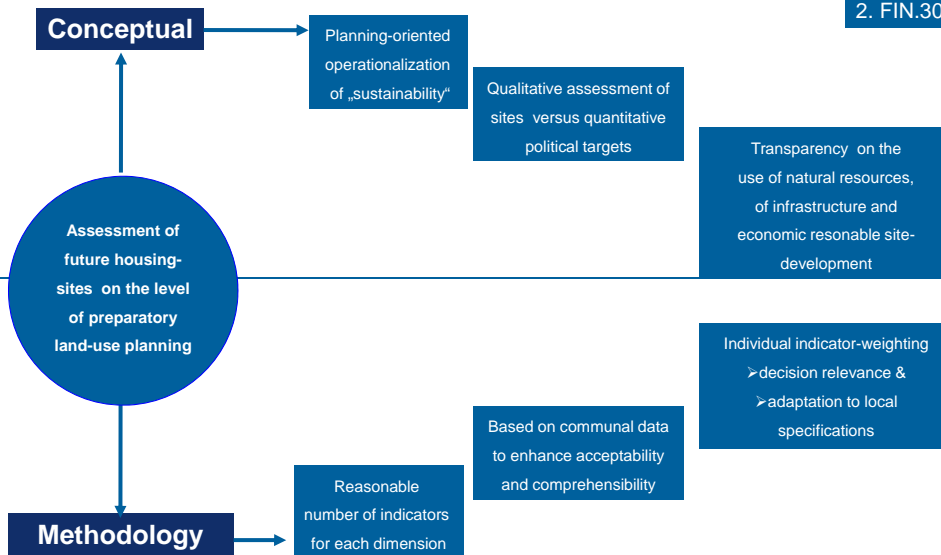 2. FIN.30
Conceptual
Planning-oriented
operationalization
of „sustainability“
Qualitative assessment of
sites versus quantitative
political targets
Transparency on the
use of natural resources,
of infrastructure and
economic resonable site-
development
Assessment of
future housing-
sites on the level
of preparatory
land-use planning
Individual indicator-weighting
➢decision relevance &
➢adaptation to local
specifications
Based on communal data
to enhance acceptability
and comprehensibility
Reasonable
number of indicators
for each dimension
Methodology